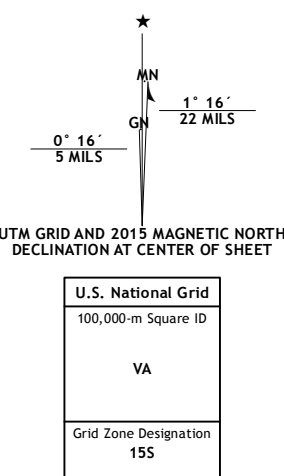 ★
MN
1° 16´
22 MILS
GN
0° 16´
5 MILS
UTM GRID AND 2015 MAGNETIC NORTH
DECLINATION AT CENTER OF SHEET
U.S. National Grid
100,000-m Square ID
VA
Grid Zone Designation
15S